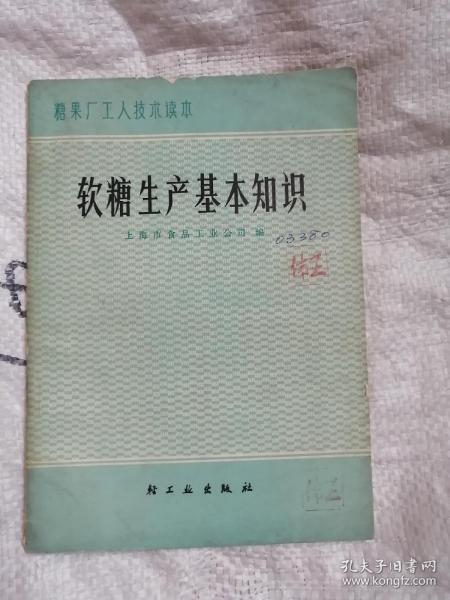 糖果厂工人技术读本
软糖生产基本知识
上海市食品工业公司 编
03380
轻工业出版社
孔夫子旧书网
www.kongfz.com